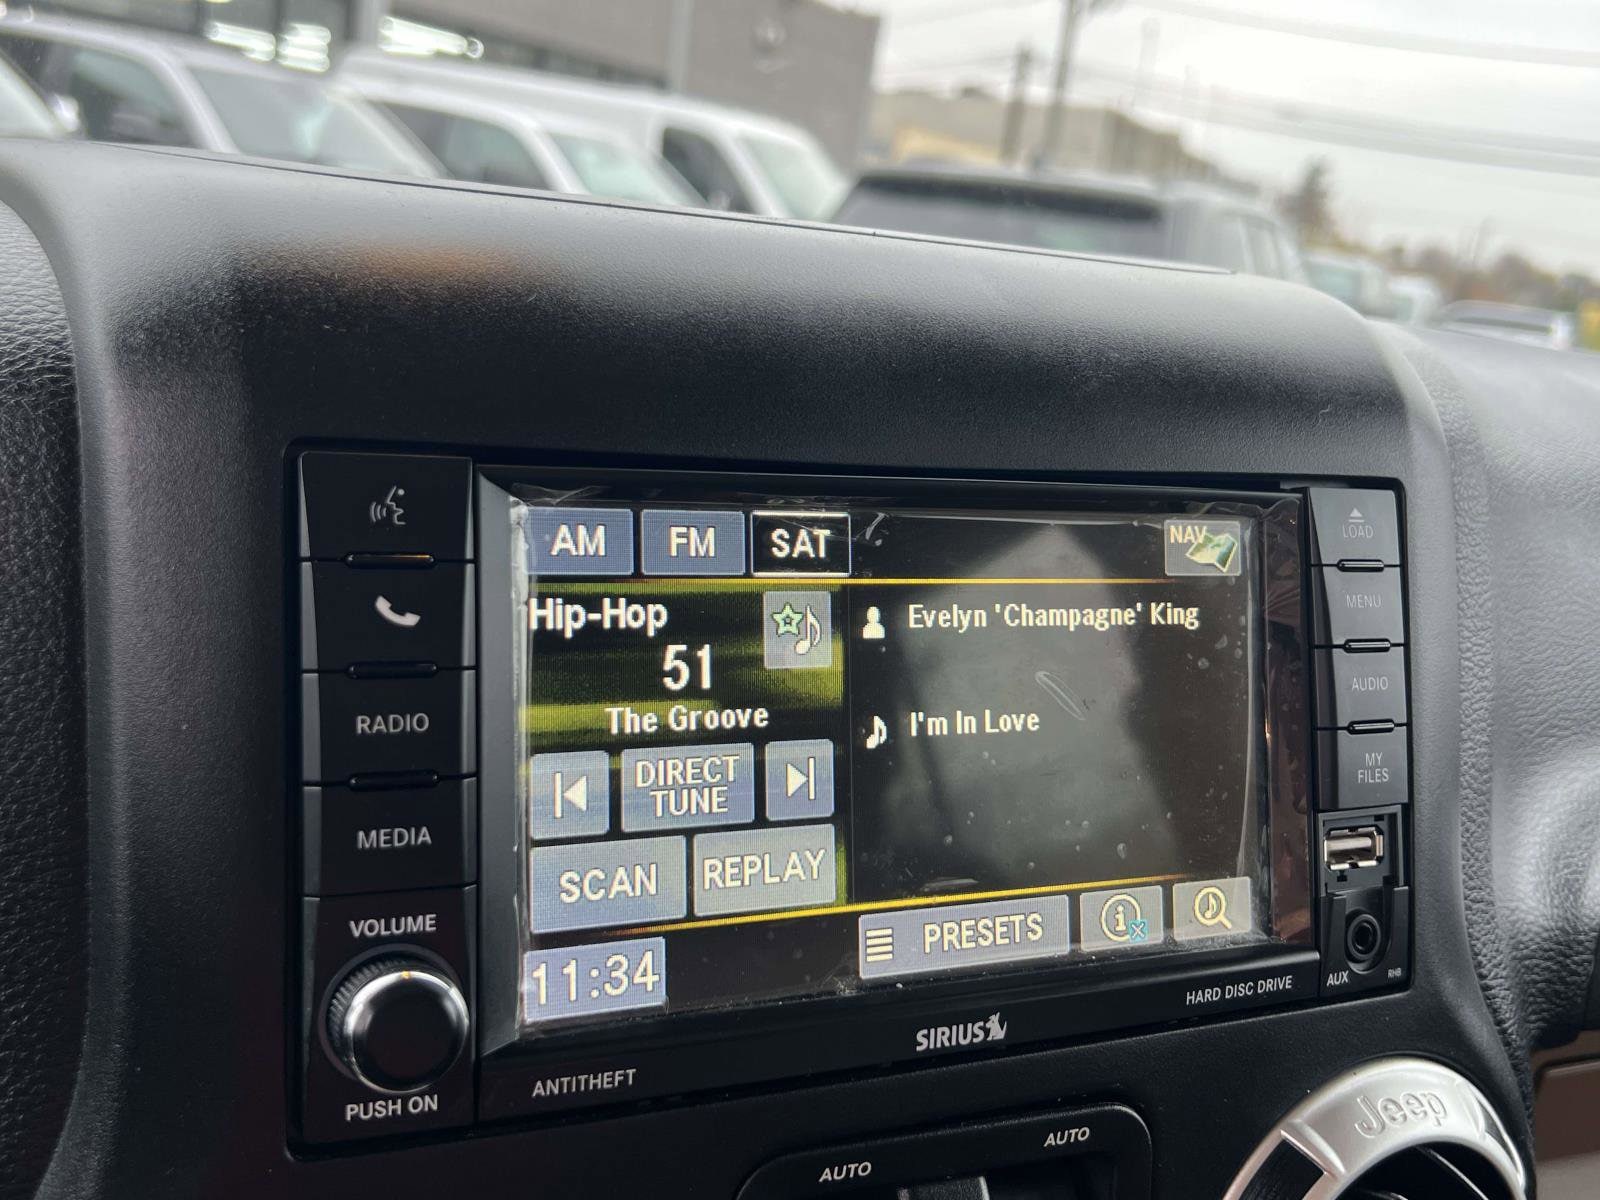 AM FM SAT NAV
Hip-Hop
51
The Groove
DIRECT
TUNE
SCAN REPLAY
11:34
Evelyn 'Champagne' King
I'm In Love
PRESETS
i
RADIO
MEDIA
VOLUME
PUSH ON
LOAD
MENU
AUDIO
MY
FILES
AUX RHB
HARD DISC DRIVE
SIRIUS
ANTITHEFT
AUTO AUTO
Jeep